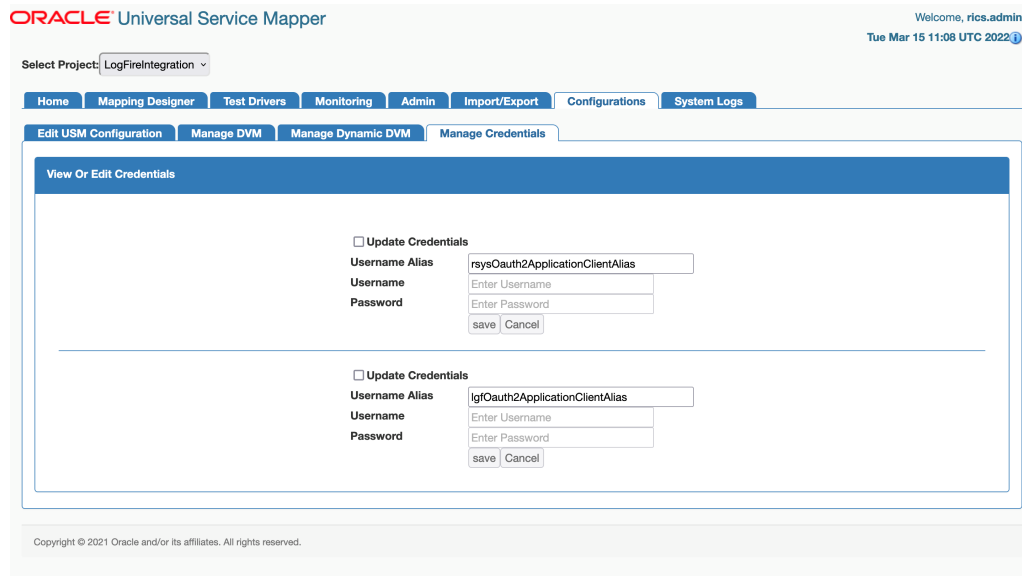 ORACLE® Universal Service Mapper
Welcome, rics.admin
Tue Mar 15 11:08 UTC 2022
Select Project: LogFireIntegration
Home Mapping Designer Test Drivers Monitoring Admin Import/Export Configurations System Logs
Edit USM Configuration Manage DVM Manage Dynamic DVM Manage Credentials
View Or Edit Credentials
Update Credentials
Username Alias rsysOauth2ApplicationClientAlias
Username Enter Username
Password Enter Password
save Cancel
Update Credentials
Username Alias lgfOauth2ApplicationClientAlias
Username Enter Username
Password Enter Password
save Cancel
Copyright © 2021 Oracle and/or its affiliates. All rights reserved.